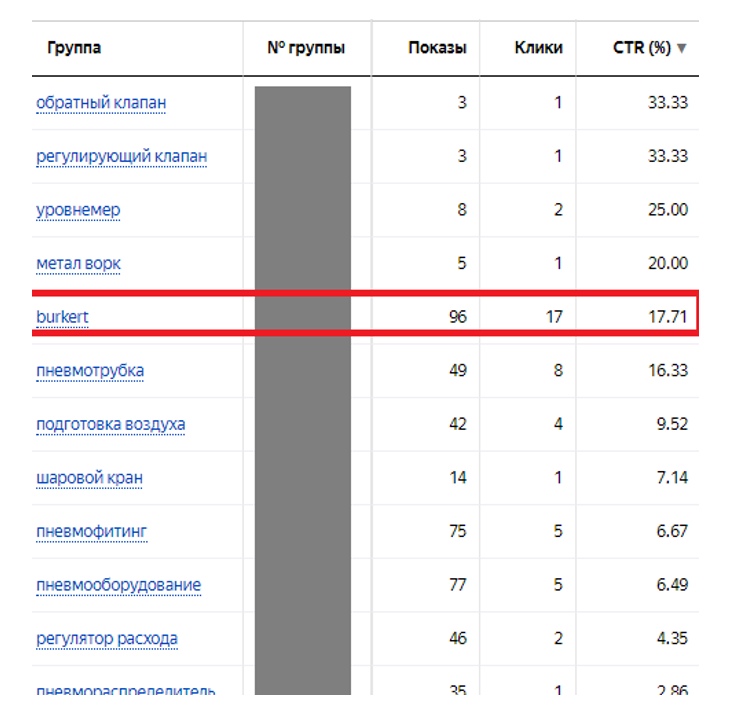 Группа № группы Показы Клики CTR (%) ▼
обратный клапан 3 1 33.33
регулирующий клапан 3 1 33.33
уровнемер 8 2 25.00
метал ворк 5 1 20.00
burkert 96 17 17.71
пневмотрубка 49 8 16.33
подготовка воздуха 42 4 9.52
шаровой кран 14 1 7.14
пневмофитинг 75 5 6.67
пневмооборудование 77 5 6.49
регулятор расхода 46 2 4.35
пневмораспределитель 35 1 2.86